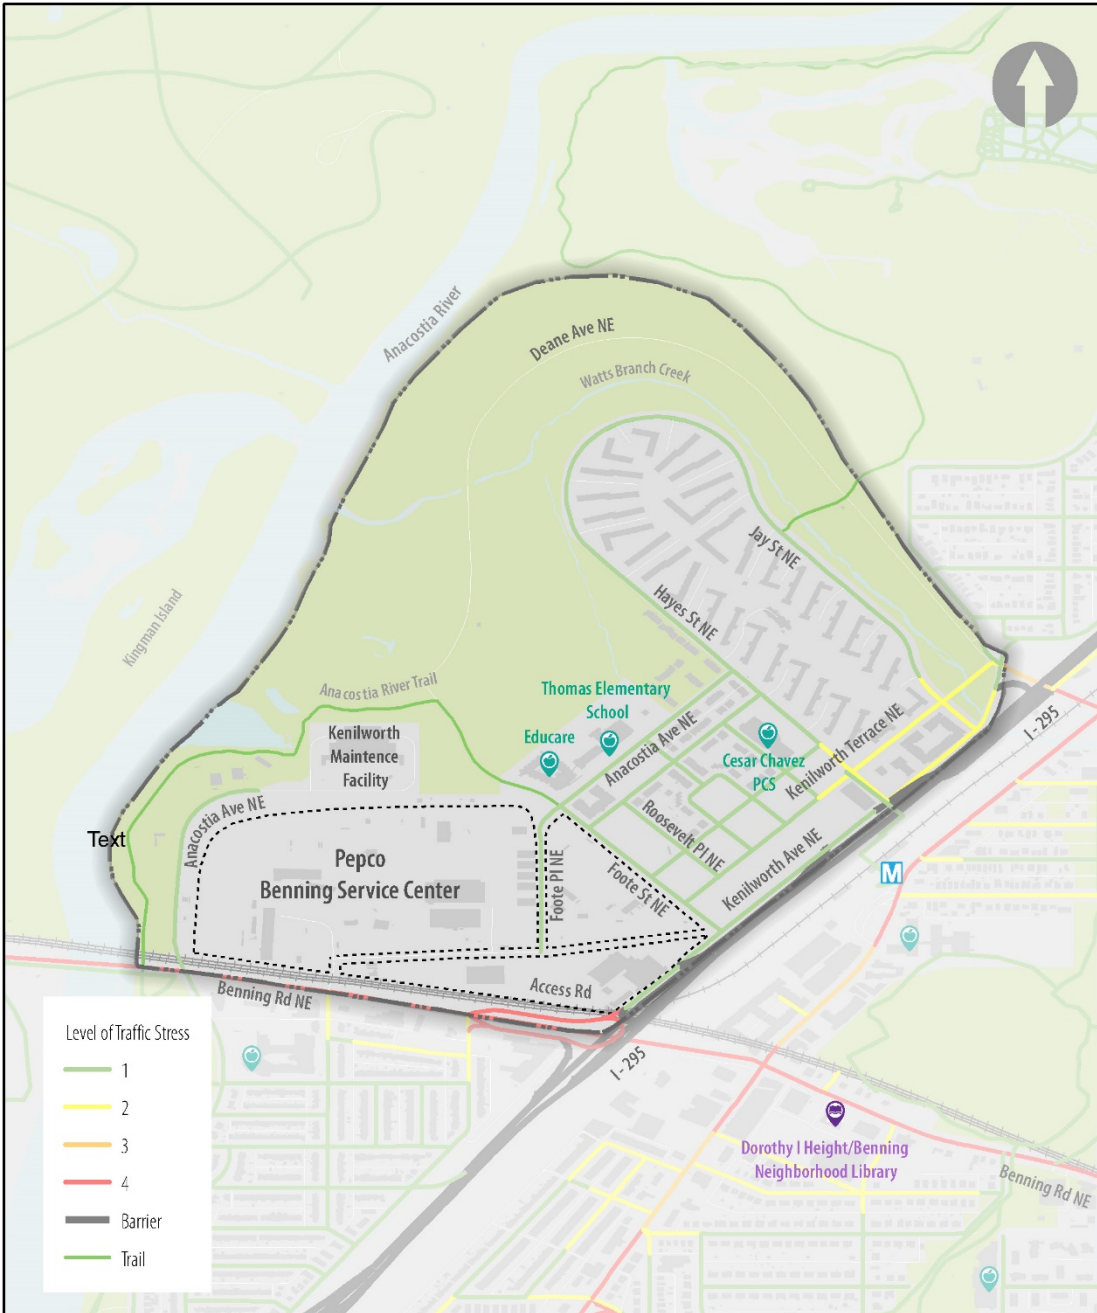 Anacostia River
Deane Ave NE
Watts Branch Creek
Jay St NE
Hayes St NE
Kingman Island
Anacostia River Trail
Thomas Elementary
School
Educare
Kenilworth
Maintence
Facility
Anacostia Ave NE
Cesar Chavez
PCS
Kenilworth Terrace NE
I - 295
Roosevelt Pl NE
Anacostia Ave NE
Text
Pepco
Benning Service Center
Foote Pl NE
Foote St NE
Kenilworth Ave NE
M
Access Rd
Benning Rd NE
I - 295
Level of Traffic Stress
1
2
3
4
Barrier
Trail
Dorothy I Height/Benning
Neighborhood Library
Benning Rd NE